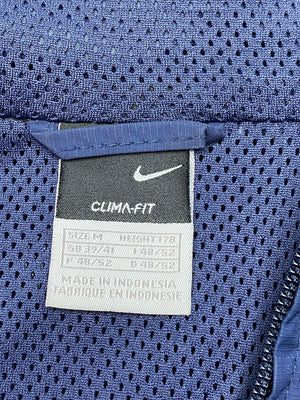 CLIMA-FIT
SIZE M HEIGHT 178
GB 39/41 I 48/52
F 48/52 D 48/52
MADE IN INDONESIA
FABRIQUE EN INDONESIE